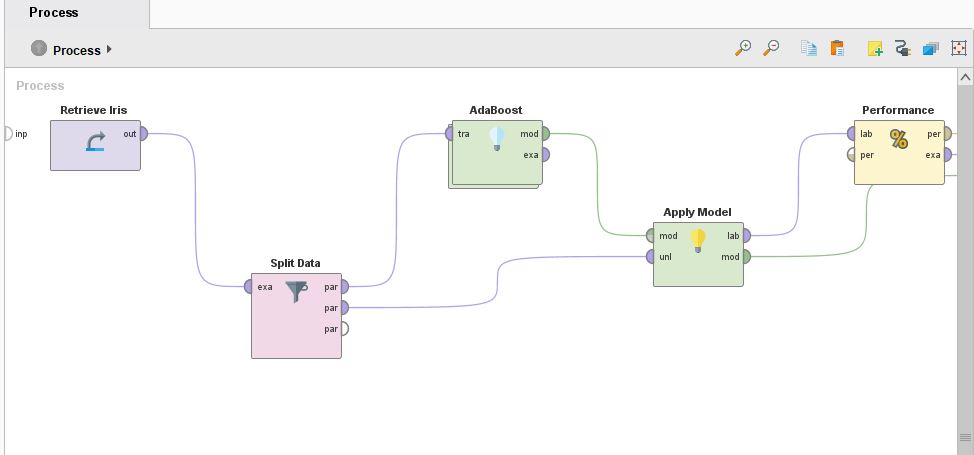 Process
Process
Process
Retrieve Iris
inp
out
AdaBoost
tra
mod
exa
Performance
lab
per
per
exa
Apply Model
mod
lab
unl
mod
Split Data
exa
par
par
par